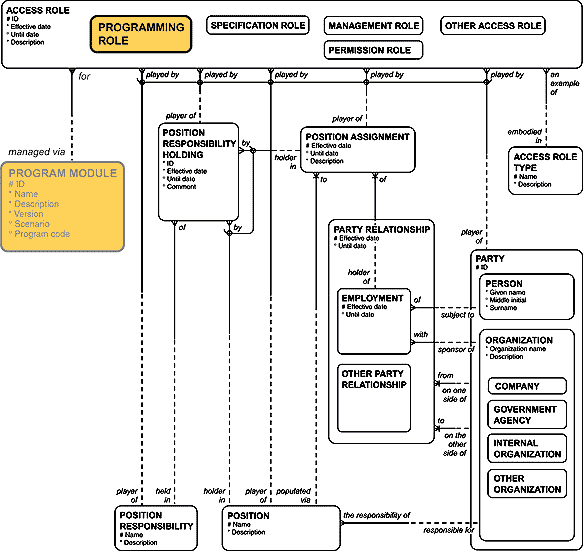 ACCESS ROLE
# ID
* Effective date
* Until date
* Description
PROGRAMMING
ROLE
SPECIFICATION ROLE
MANAGEMENT ROLE
OTHER ACCESS ROLE
PERMISSION ROLE
for
played by
played by
played by
played by
played by
an
example
of
managed via
player of
player of
embodied
in
PROGRAM MODULE
# ID
* Name
* Description
* Version
° Scenario
° Program code
POSITION
RESPONSIBILITY
HOLDING
* ID
* Effective date
* Until date
* Comment
by
holder
in
POSITION ASSIGNMENT
# Effective date
* Until date
* Description
ACCESS ROLE
TYPE
# Name
* Description
of
by
to
of
PARTY RELATIONSHIP
# Effective date
* Until date
holder
of
player
of
PARTY
# ID
PERSON
* Given name
* Middle initial
* Surname
EMPLOYMENT
# Effective date
* Until date
of
subject to
with
sponsor of
ORGANIZATION
* Organization name
* Description
OTHER PARTY
RELATIONSHIP
from
on one
side of
to
on the
other
side of
COMPANY
GOVERNMENT
AGENCY
INTERNAL
ORGANIZATION
OTHER
ORGANIZATION
player
of
held
in
holder
in
player
of
populated
via
POSITION
RESPONSIBILITY
# Name
* Description
POSITION
# Name
* Description
the responsibility of
responsible for